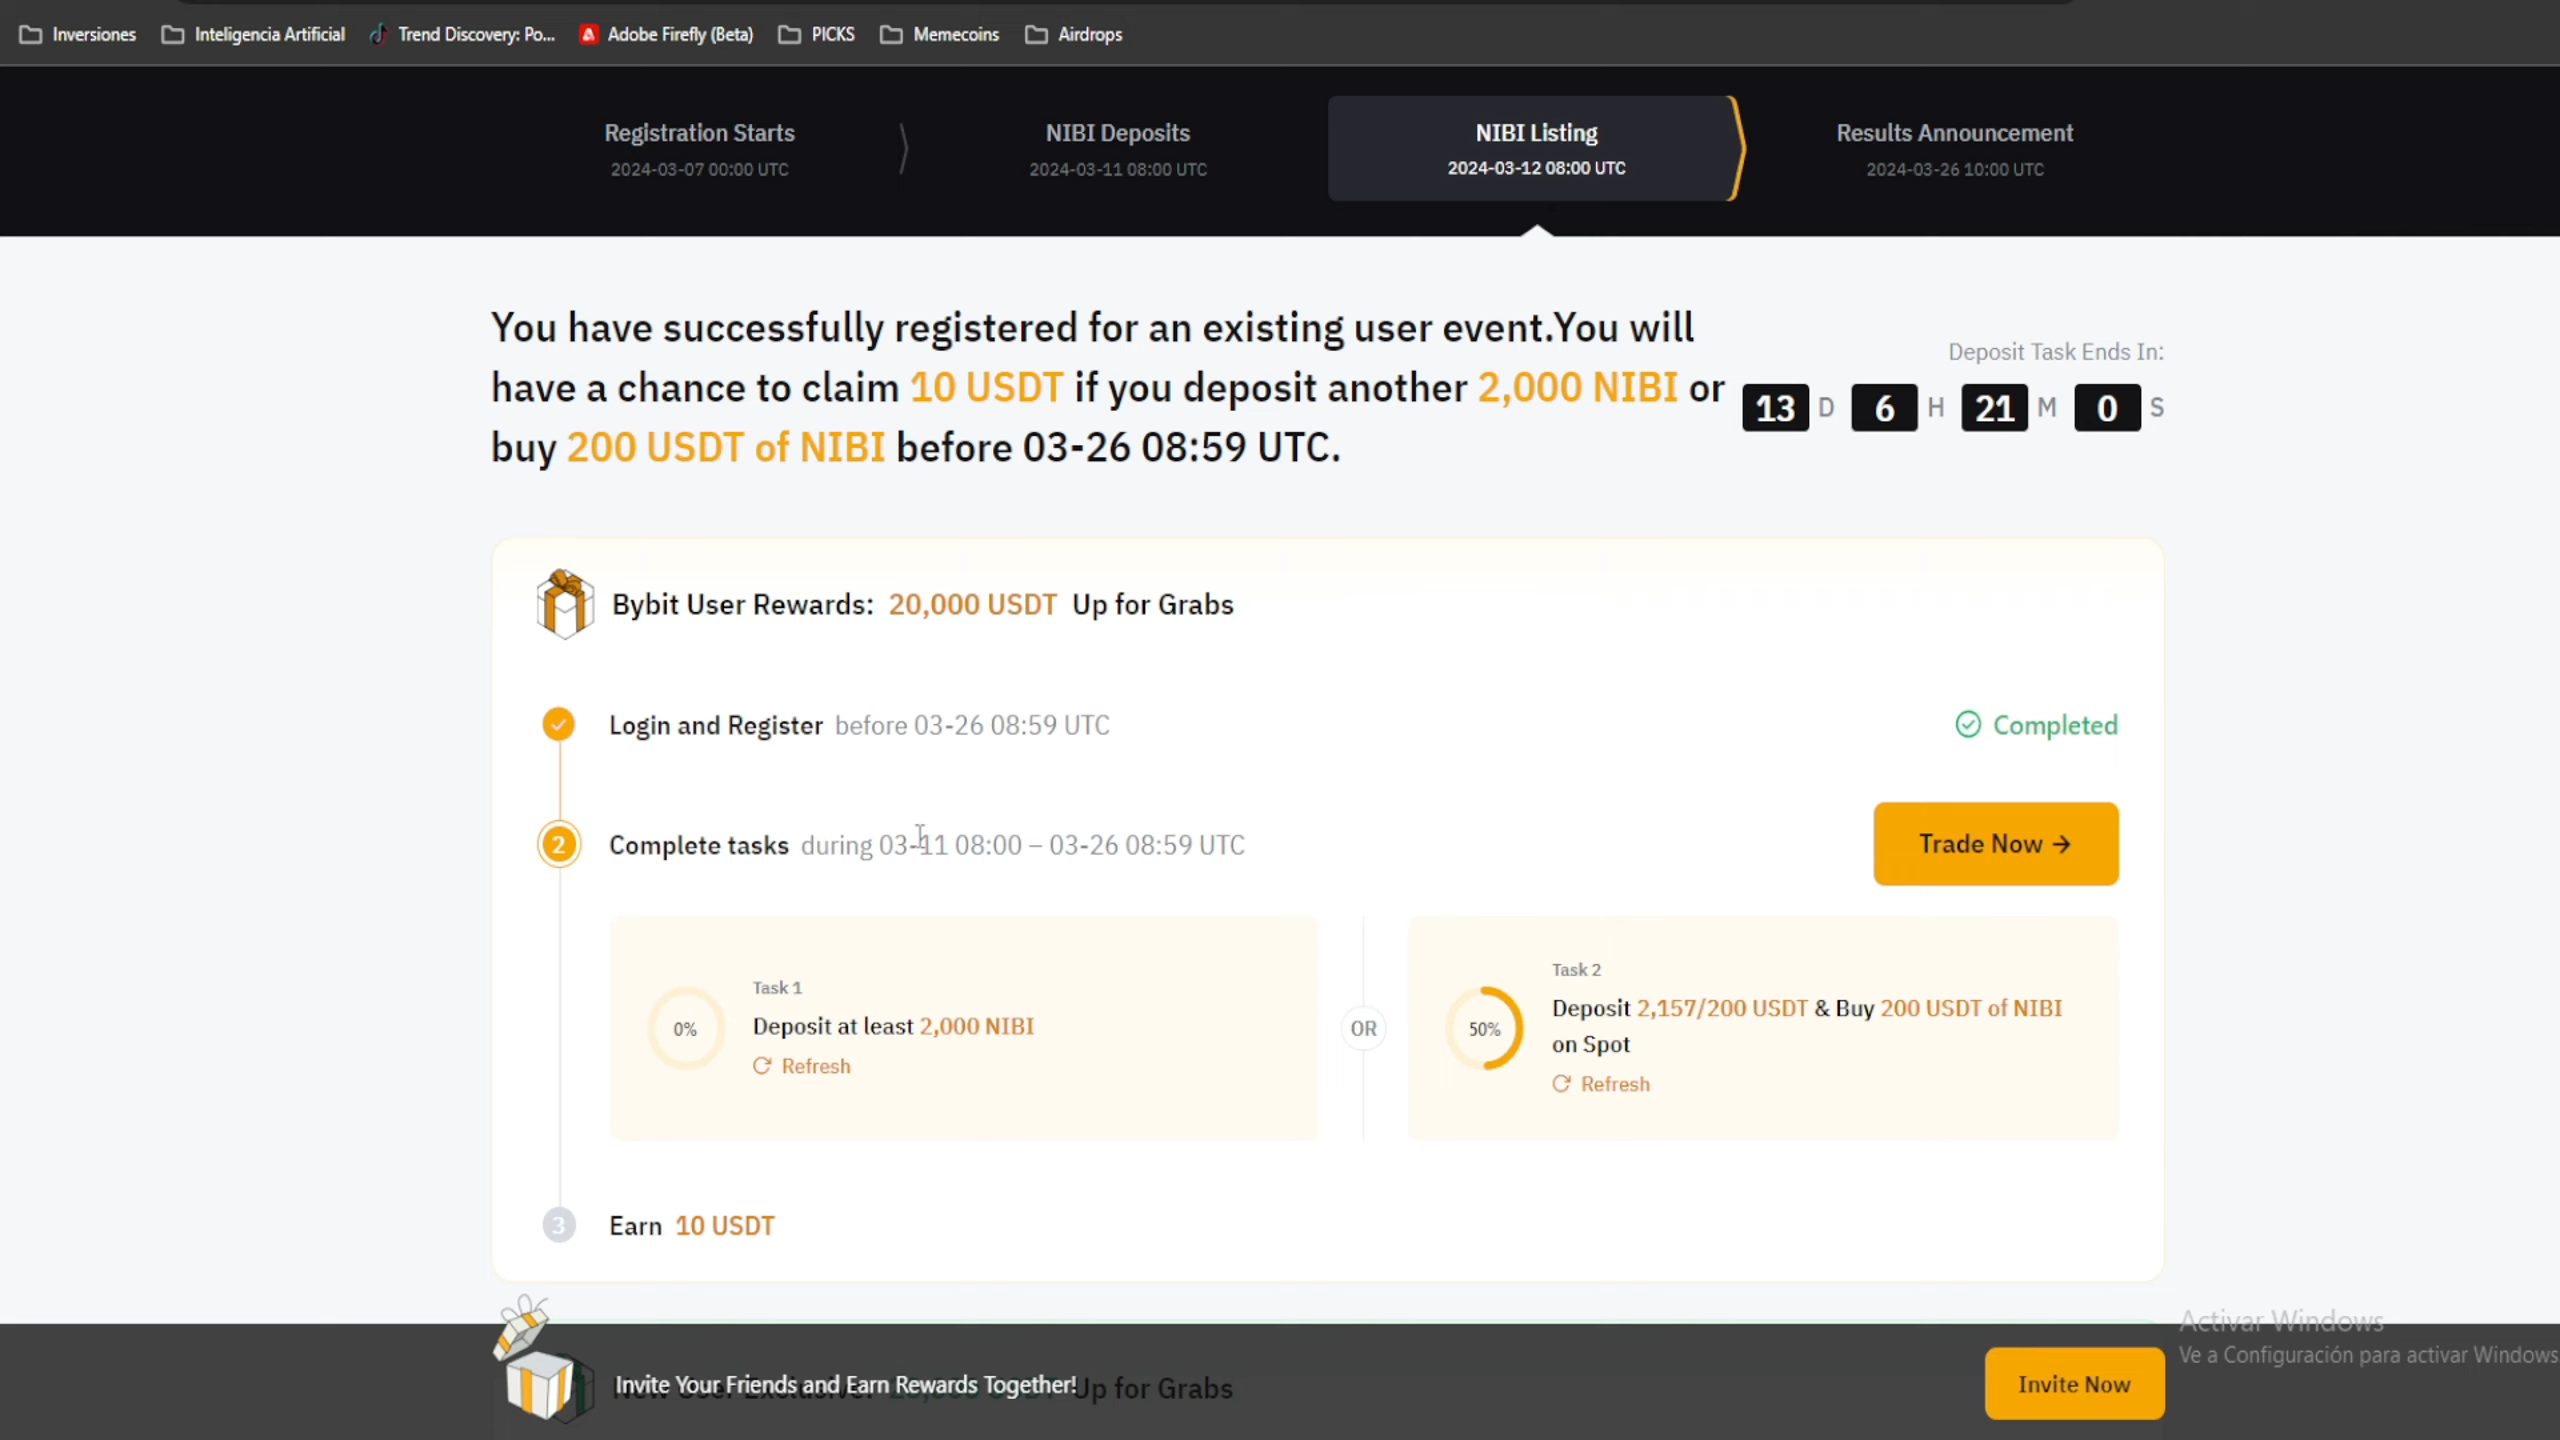 Inversiones Inteligencia Artificial Trend Discovery: Po... Adobe Firefly (Beta) PICKS Memecoins Airdrops
Registration Starts
2024-03-07 00:00 UTC
NIBI Deposits
2024-03-11 08:00 UTC
NIBI Listing
2024-03-12 08:00 UTC
Results Announcement
2024-03-26 10:00 UTC
You have successfully registered for an existing user event.You will
have a chance to claim 10 USDT if you deposit another 2,000 NIBI or
buy 200 USDT of NIBI before 03-26 08:59 UTC.
Deposit Task Ends In:
13 D 6 H 21 M 0 S
Bybit User Rewards: 20,000 USDT Up for Grabs
Login and Register before 03-26 08:59 UTC
Completed
2 Complete tasks during 03-11 08:00 – 03-26 08:59 UTC
Trade Now →
0%
Task 1
Deposit at least 2,000 NIBI
Refresh
OR
50%
Task 2
Deposit 2,157/200 USDT & Buy 200 USDT of NIBI
on Spot
Refresh
3 Earn 10 USDT
Activar Windows
Ve a Configuración para activar Windows
Invite Your Friends and Earn Rewards Together!
Up for Grabs
Invite Now